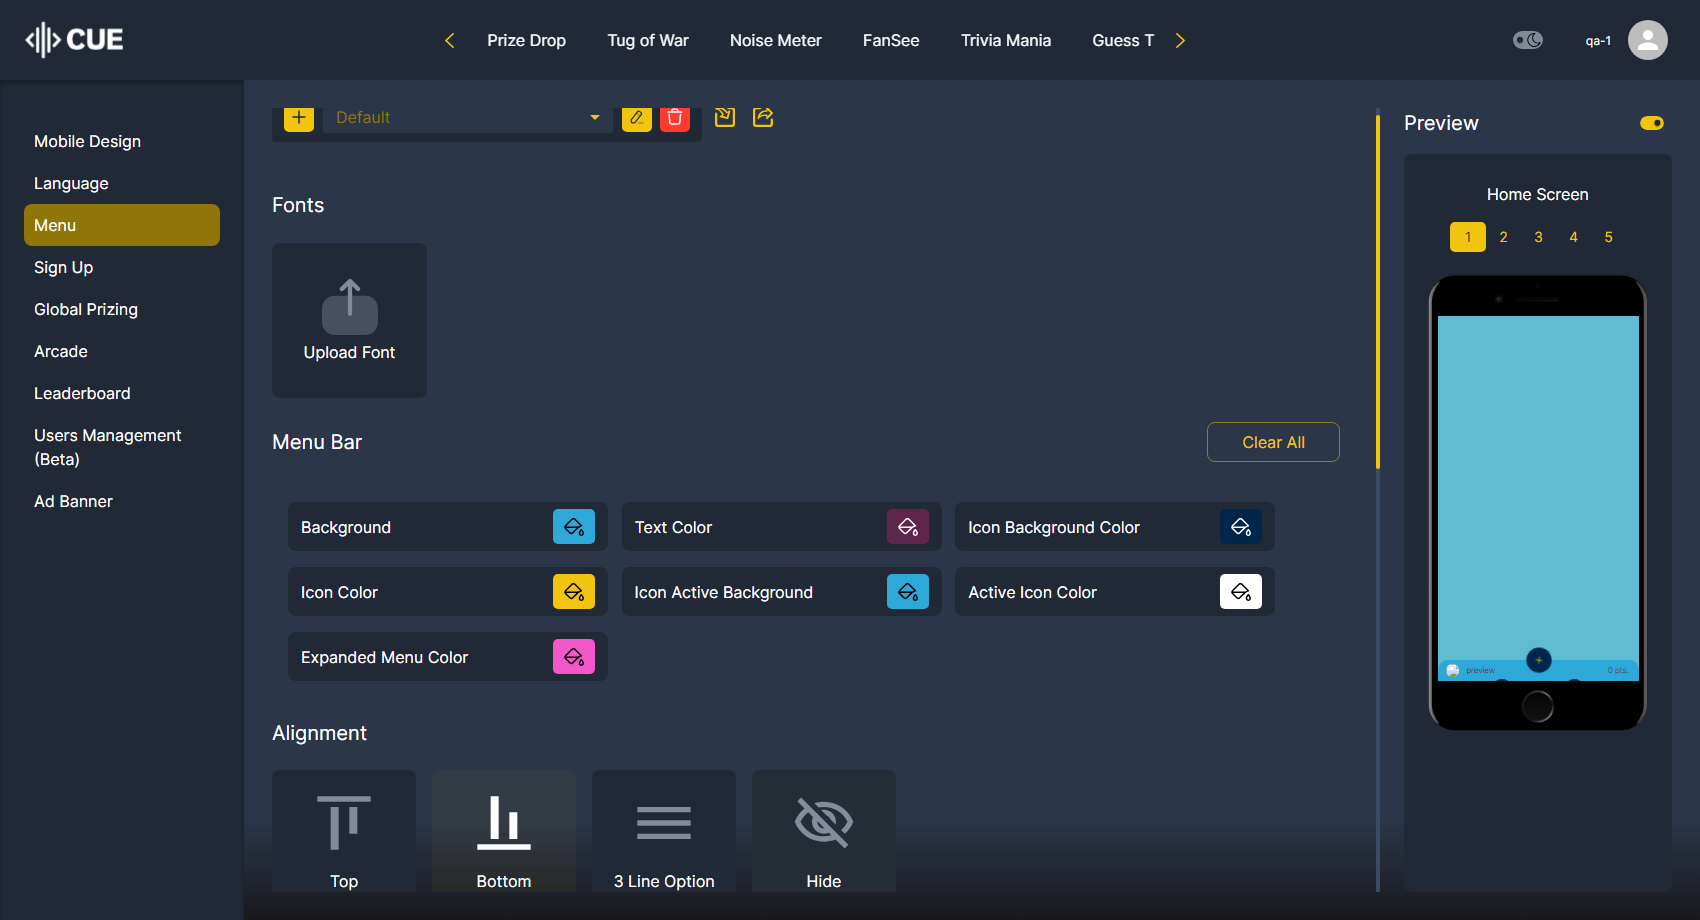 CUE
Prize Drop
Tug of War
Noise Meter
FanSee
Trivia Mania
Guess T
qa-1
Mobile Design
Language
Menu
Sign Up
Global Prizing
Arcade
Leaderboard
Users Management
(Beta)
Ad Banner
Default
Fonts
Upload Font
Menu Bar
Clear All
Background
Text Color
Icon Background Color
Icon Color
Icon Active Background
Active Icon Color
Expanded Menu Color
Alignment
Top
Bottom
3 Line Option
Hide
Preview
Home Screen
1 2 3 4 5
preview
0 pts.